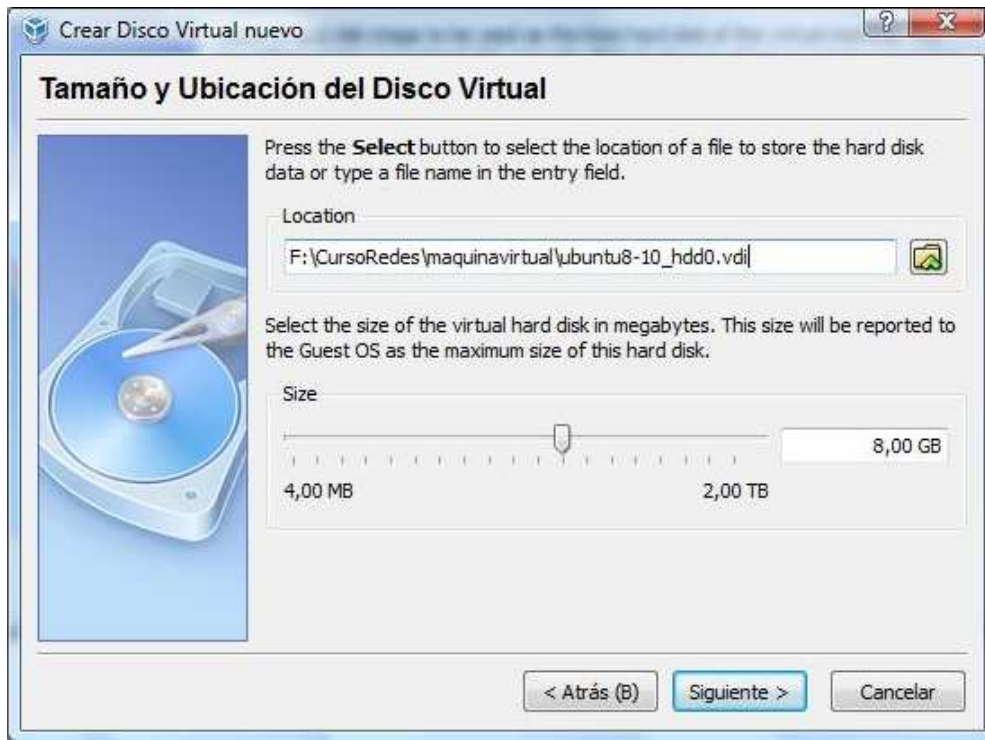 Crear Disco Virtual nuevo
Tamaño y Ubicación del Disco Virtual
Press the Select button to select the location of a file to store the hard disk
data or type a file name in the entry field.
Location
F:\CursoRedes\maquinavirtual\ubuntu8-10_hdd0.vdi
Select the size of the virtual hard disk in megabytes. This size will be reported to
the Guest OS as the maximum size of this hard disk.
Size
8,00 GB
4,00 MB 2,00 TB
< Atrás (B) Siguiente > Cancelar